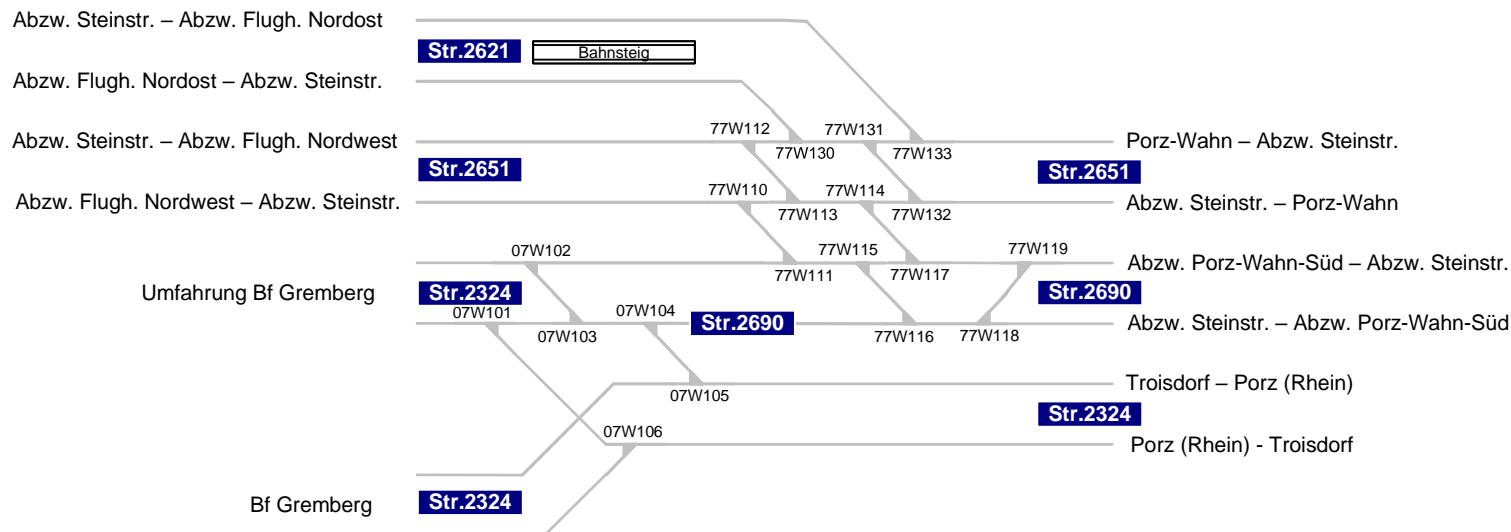 Abzw. Steinstr. – Abzw. Flugh. Nordost
Str.2621
Bahnsteig
Abzw. Flugh. Nordost – Abzw. Steinstr.
Abzw. Steinstr. – Abzw. Flugh. Nordwest
77W112
77W131
77W130
77W133
Porz-Wahn – Abzw. Steinstr.
Str.2651
Str.2651
Abzw. Flugh. Nordwest – Abzw. Steinstr.
77W110
77W114
77W113
77W132
Abzw. Steinstr. – Porz-Wahn
07W102
77W115
77W119
77W111
77W117
Abzw. Porz-Wahn-Süd – Abzw. Steinstr.
Umfahrung Bf Gremberg
Str.2324
Str.2690
07W101
07W104
07W103
Str.2690
77W116
77W118
Abzw. Steinstr. – Abzw. Porz-Wahn-Süd
07W105
Troisdorf – Porz (Rhein)
Str.2324
07W106
Porz (Rhein) - Troisdorf
Bf Gremberg
Str.2324